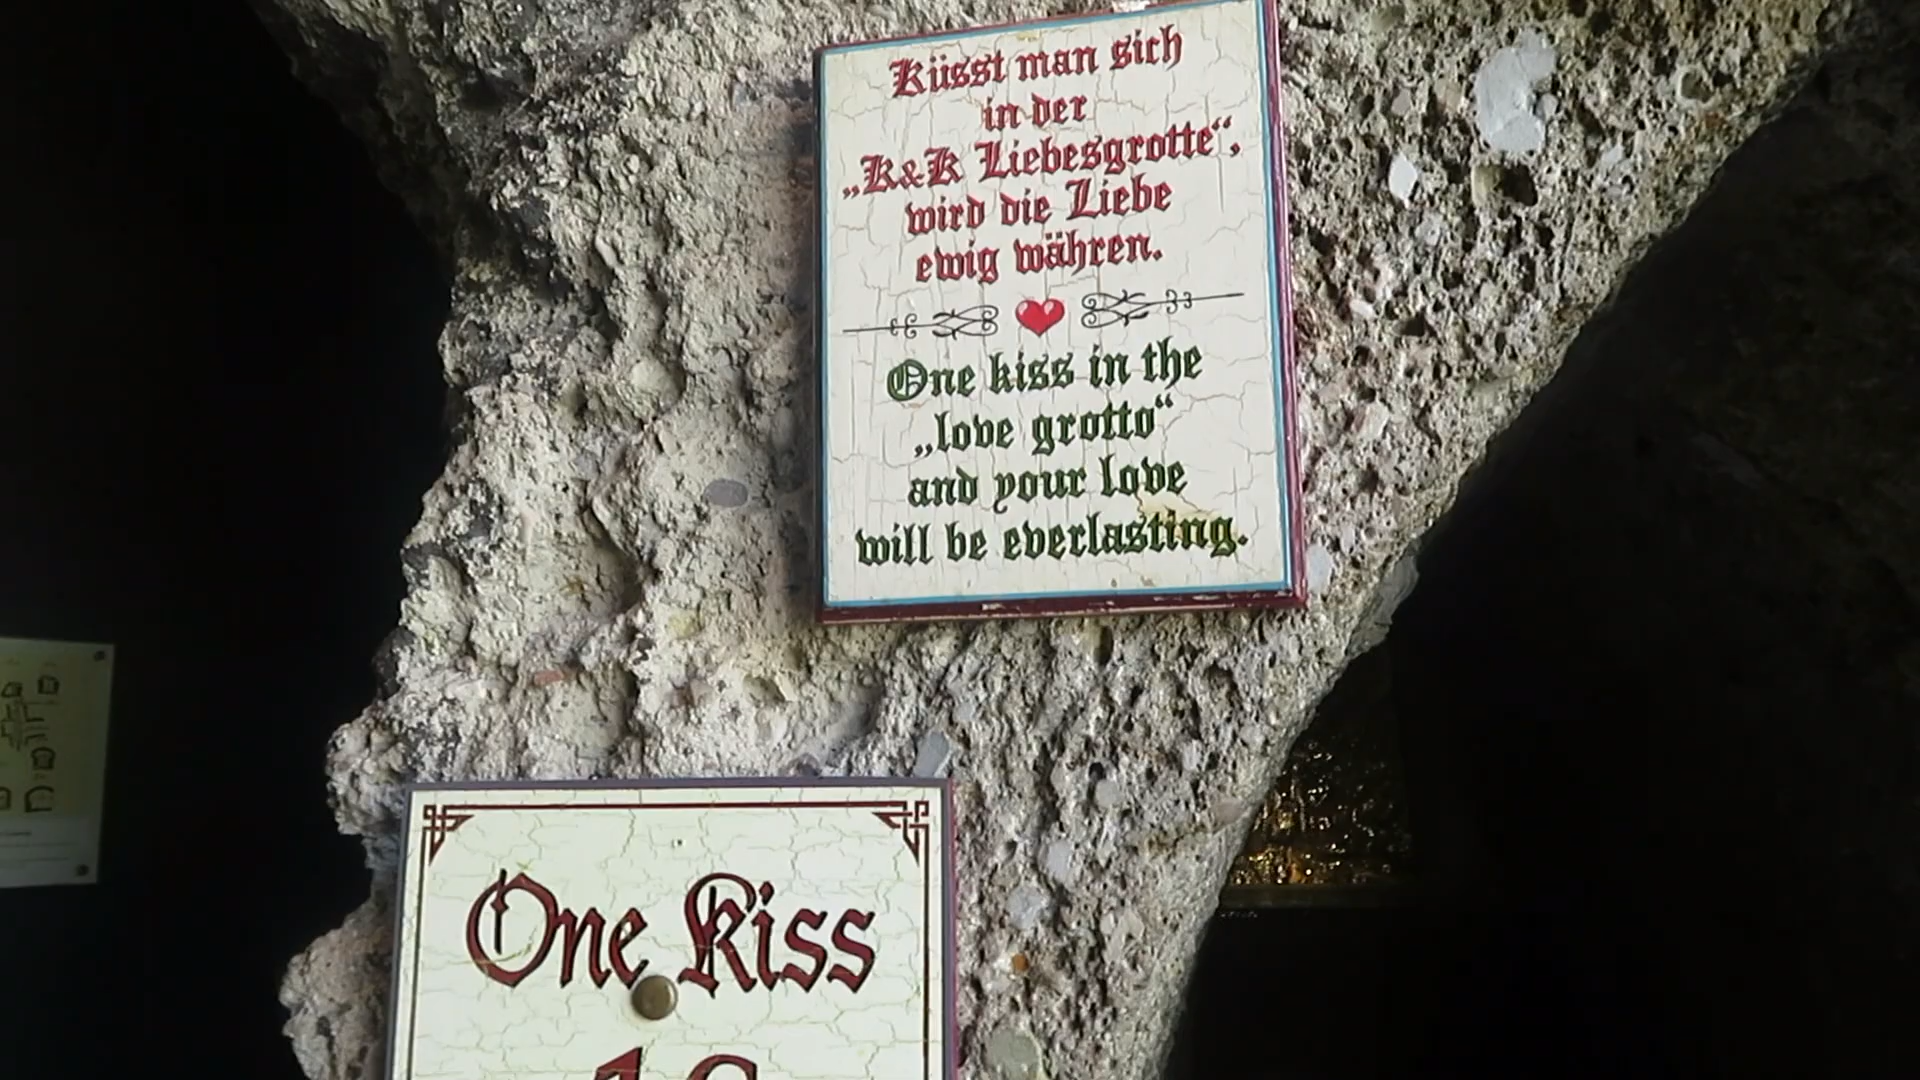 Küsst man sich
in der
„K&K Liebesgrotte“,
wird die Liebe
ewig währen.
One kiss in the
„love grotto“
and your love
will be everlasting.
One Kiss